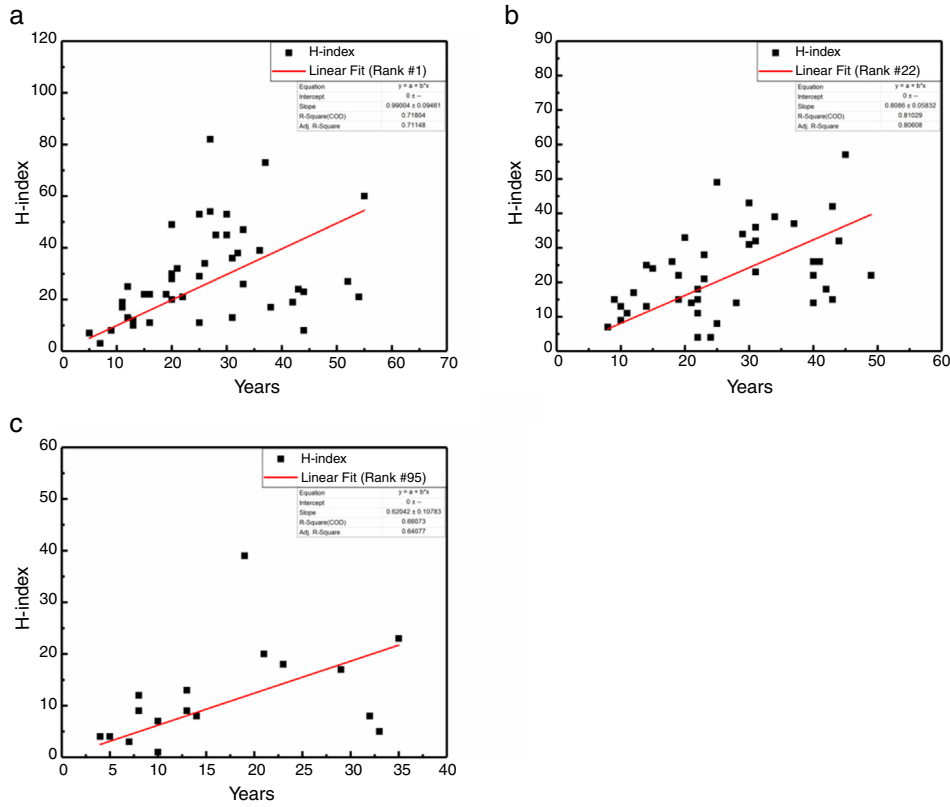 a
120
100
80
60
40
20
0
0 10 20 30 40 50 60 70
H-index
Years
H-index
Linear Fit (Rank #1)
Equation y = a + b*x
Intercept 0 ± --
Slope 0.99004 ± 0.09461
R-Square(COD) 0.71804
Adj. R-Square 0.71148
b
90
80
70
60
50
40
30
20
10
0
0 10 20 30 40 50 60
H-index
Years
H-index
Linear Fit (Rank #22)
Equation y = a + b*x
Intercept 0 ± --
Slope 0.8086 ± 0.05832
R-Square(COD) 0.81029
Adj. R-Square 0.80608
c
60
50
40
30
20
10
0
0 5 10 15 20 25 30 35 40
H-index
Years
H-index
Linear Fit (Rank #95)
Equation y = a + b*x
Intercept 0 ± --
Slope 0.62042 ± 0.10783
R-Square(COD) 0.66073
Adj. R-Square 0.64077